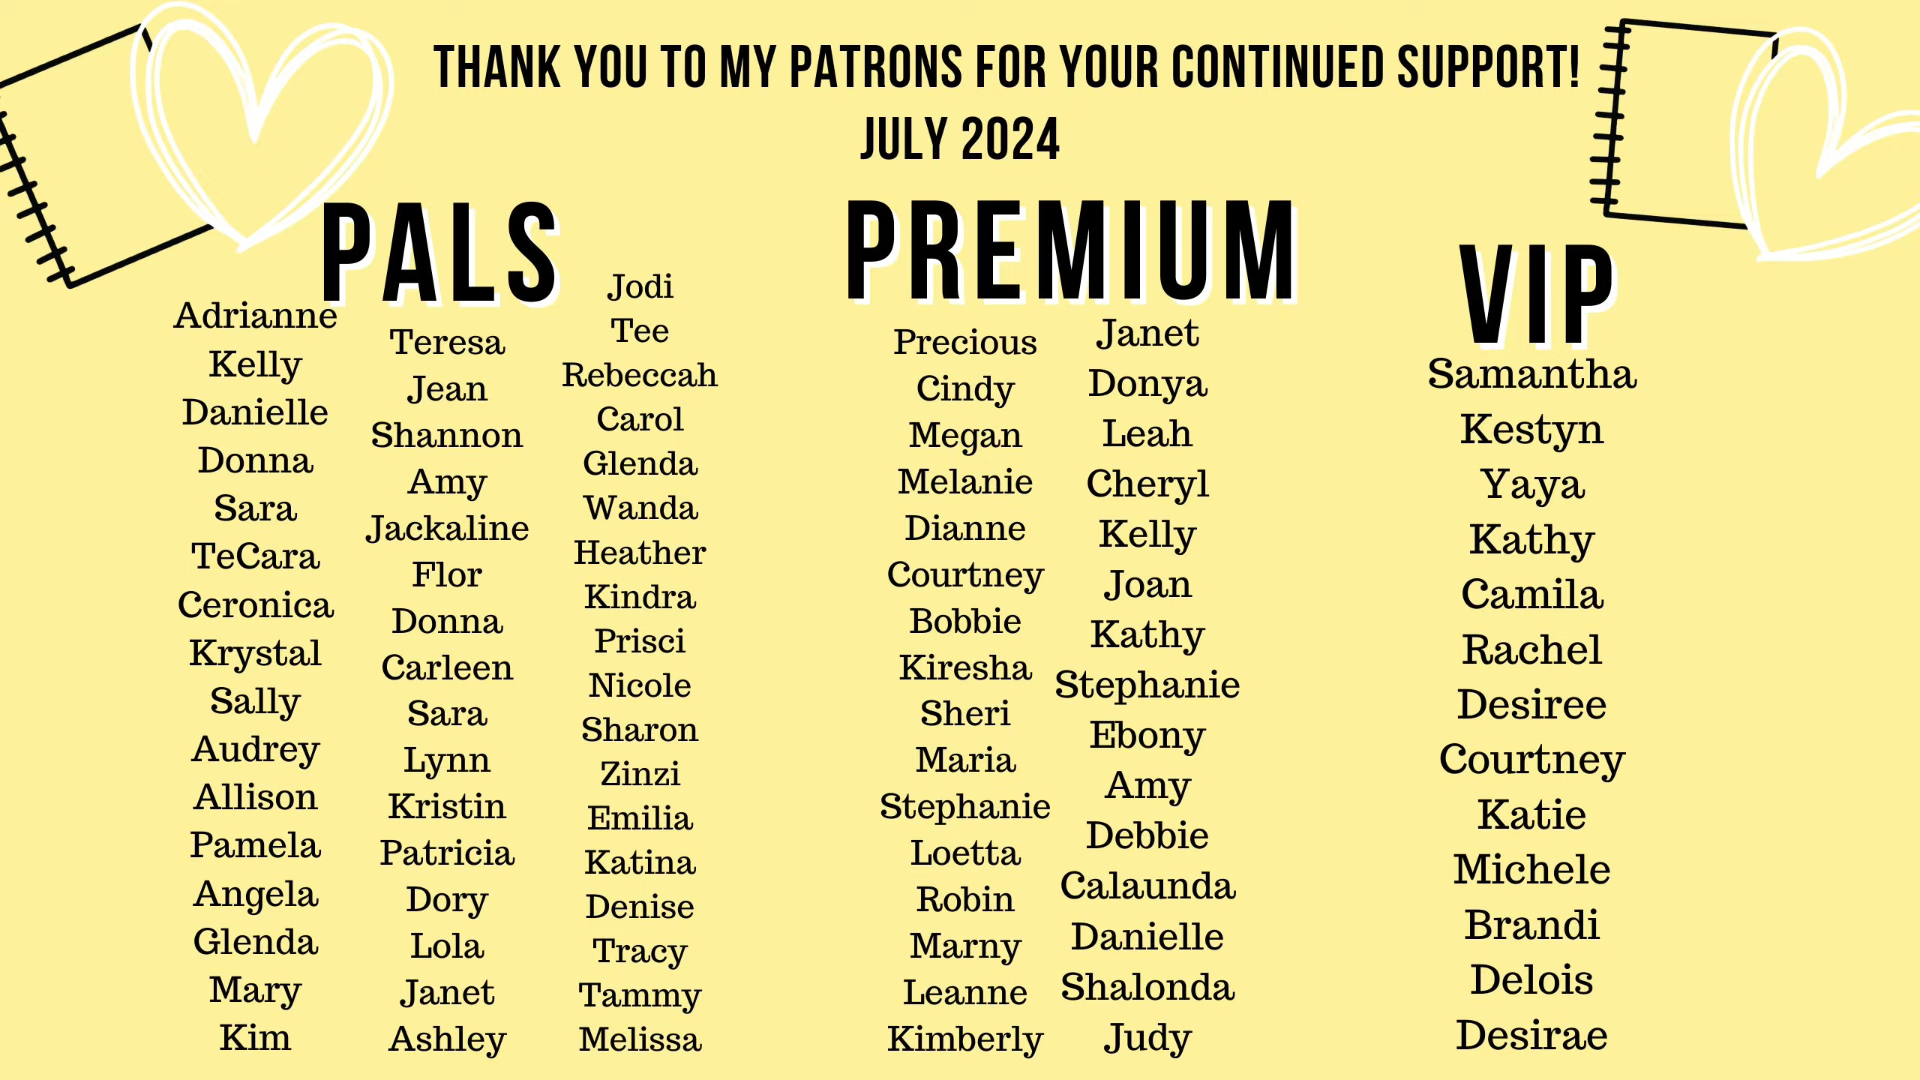 THANK YOU TO MY PATRONS FOR YOUR CONTINUED SUPPORT!
JULY 2024
PALS
Adrianne
Kelly
Danielle
Donna
Sara
TeCara
Ceronica
Krystal
Sally
Audrey
Allison
Pamela
Angela
Glenda
Mary
Kim
Teresa
Jean
Shannon
Amy
Jackaline
Flor
Donna
Carleen
Sara
Lynn
Kristin
Patricia
Dory
Lola
Janet
Ashley
Jodi
Tee
Rebeccah
Carol
Glenda
Wanda
Heather
Kindra
Prisci
Nicole
Sharon
Zinzi
Emilia
Katina
Denise
Tracy
Tammy
Melissa
PREMIUM
Precious
Cindy
Megan
Melanie
Dianne
Courtney
Bobbie
Kiresha
Sheri
Maria
Stephanie
Loetta
Robin
Marny
Leanne
Kimberly
Janet
Donya
Leah
Cheryl
Kelly
Joan
Kathy
Stephanie
Ebony
Amy
Debbie
Calaunda
Danielle
Shalonda
Judy
VIP
Samantha
Kestyn
Yaya
Kathy
Camila
Rachel
Desiree
Courtney
Katie
Michele
Brandi
Delois
Desirae